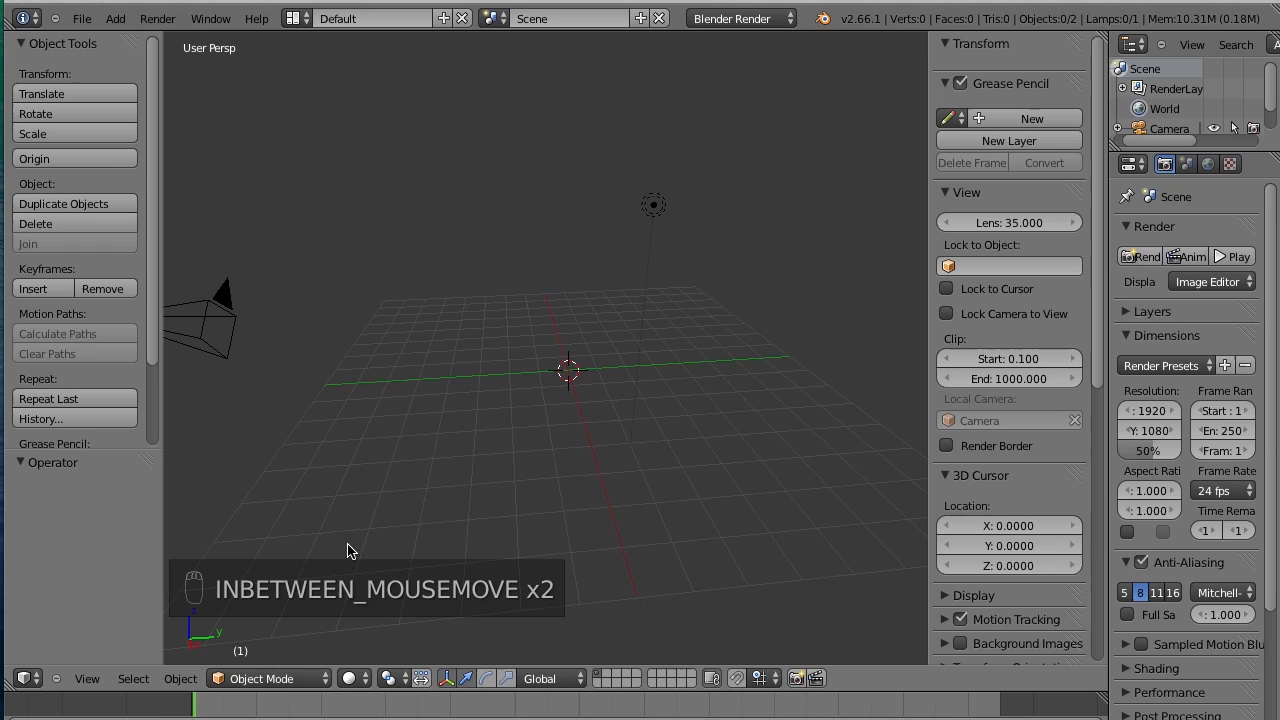 File Add Render Window Help Default Scene Blender Render v2.66.1 | Verts:0 | Faces:0 | Tris:0 | Objects:0/2 | Lamps:0/1 | Mem:10.31M (0.18M)
Object Tools
Transform:
Translate
Rotate
Scale
Origin
Object:
Duplicate Objects
Delete
Join
Keyframes:
Insert Remove
Motion Paths:
Calculate Paths
Clear Paths
Repeat:
Repeat Last
History...
Grease Pencil:
Operator
User Persp
INBETWEEN_MOUSEMOVE x2
z
y
(1)
View Select Object Object Mode Global
Transform
Grease Pencil
New
New Layer
Delete Frame Convert
View
Lens: 35.000
Lock to Object:
Lock to Cursor
Lock Camera to View
Clip:
Start: 0.100
End: 1000.000
Local Camera:
Camera
Render Border
3D Cursor
Location:
X: 0.0000
Y: 0.0000
Z: 0.0000
Display
Motion Tracking
Background Images
View Search
Scene
RenderLay
World
Camera
Scene
Render
Rend Anim Play
Displa Image Editor
Layers
Dimensions
Render Presets
Resolution: Frame Ran
: 1920 Start : 1
Y: 1080 En: 250
50% Fram: 1
Aspect Rati Frame Rate
: 1.000 24 fps
: 1.000 Time Rema
1 1
Anti-Aliasing
5 8 11 16 Mitchell-
Full Sa : 1.000
Sampled Motion Blu
Shading
Performance
Post Processing